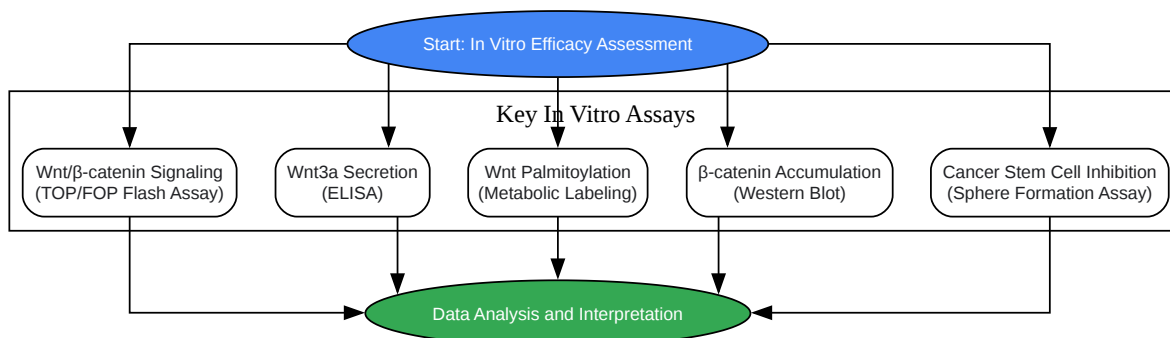 Start: In Vitro Efficacy Assessment
Key In Vitro Assays
Wnt/β-catenin Signaling
(TOP/FOP Flash Assay)
Wnt3a Secretion
(ELISA)
Wnt Palmitoylation
(Metabolic Labeling)
β-catenin Accumulation
(Western Blot)
Cancer Stem Cell Inhibition
(Sphere Formation Assay)
Data Analysis and Interpretation